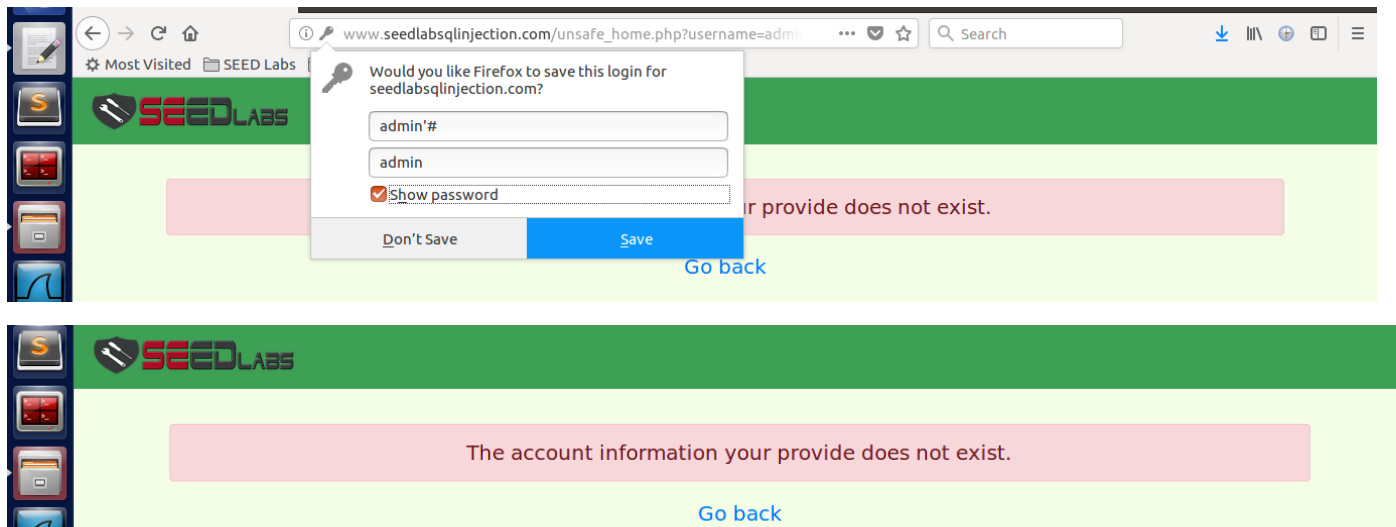 www.seedlabsqlinjection.com/unsafe_home.php?username=admi
Search
Most Visited SEED Labs
Would you like Firefox to save this login for
seedlabsqlinjection.com?
admin'#
admin
Show password
Don't Save Save
SEEDLABS
ur provide does not exist.
Go back
SEEDLABS
The account information your provide does not exist.
Go back